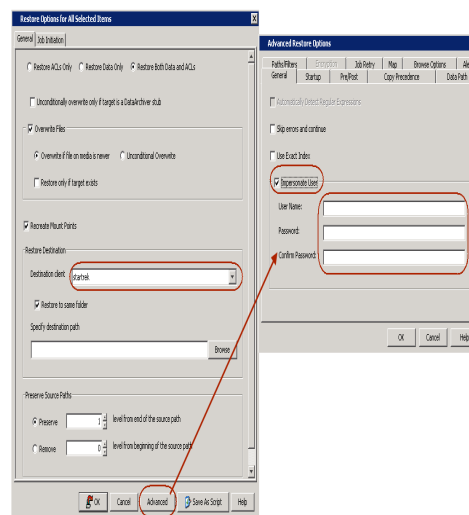 Restore Options for All Selected Items
General Job Initiation
Restore ACLs Only Restore Data Only Restore Both Data and ACLs
Unconditionally overwrite only if target is a DataArchiver stub
Overwrite Files
Overwrite if file on media is newer Unconditional Overwrite
Restore only if target exists
Recreate Mount Points
Restore Destination
Destination client startrek
Restore to same folder
Specify destination path
Browse
Preserve Source Paths
Preserve 1 level from end of the source path
Remove 0 level from beginning of the source path
OK Cancel Advanced Save As Script Help
Advanced Restore Options
Paths/Filters Encryption Job Retry Map Browse Options Ale
General Startup Pre/Post Copy Precedence Data Path
Automatically Detect Regular Expressions
Skip errors and continue
Use Exact Index
Impersonate User
User Name:
Password:
Confirm Password:
OK Cancel Help